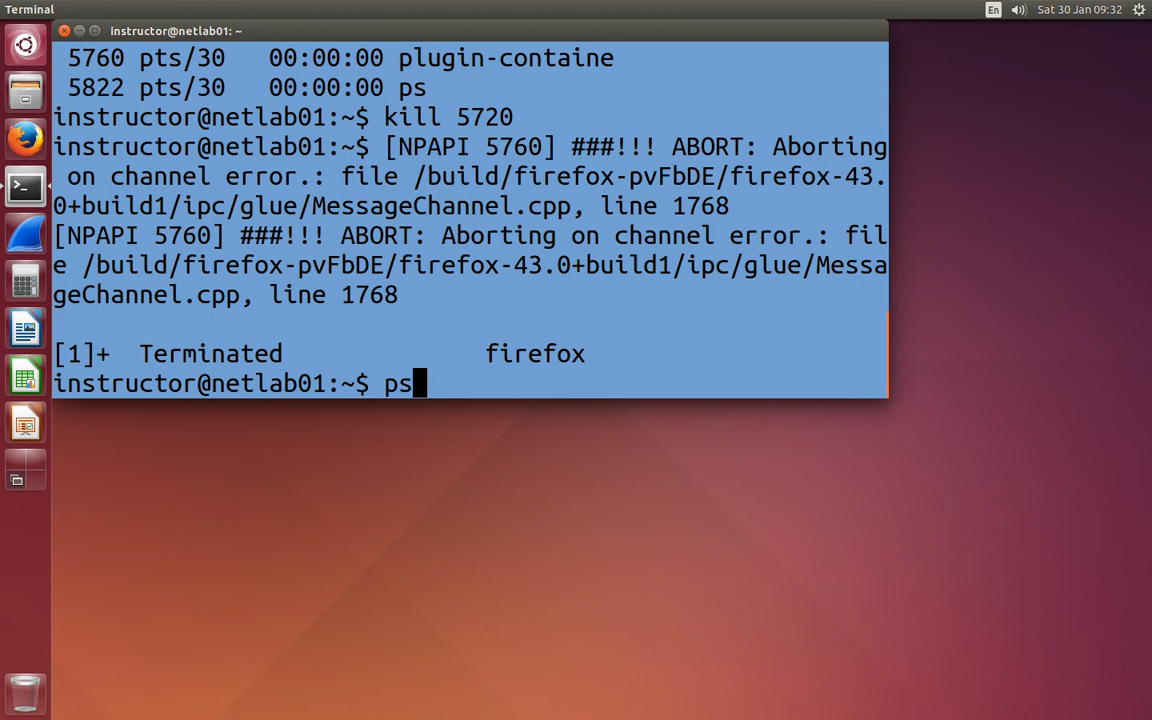 Terminal
En
Sat 30 Jan 09:32
instructor@netlab01: ~
5760 pts/30   00:00:00 plugin-containe
5822 pts/30   00:00:00 ps
instructor@netlab01:~$ kill 5720
instructor@netlab01:~$ [NPAPI 5760] ###!!! ABORT: Aborting
on channel error.: file /build/firefox-pvFbDE/firefox-43.
0+build1/ipc/glue/MessageChannel.cpp, line 1768
[NPAPI 5760] ###!!! ABORT: Aborting on channel error.: fil
e /build/firefox-pvFbDE/firefox-43.0+build1/ipc/glue/Messa
geChannel.cpp, line 1768
[1]+  Terminated              firefox
instructor@netlab01:~$ ps